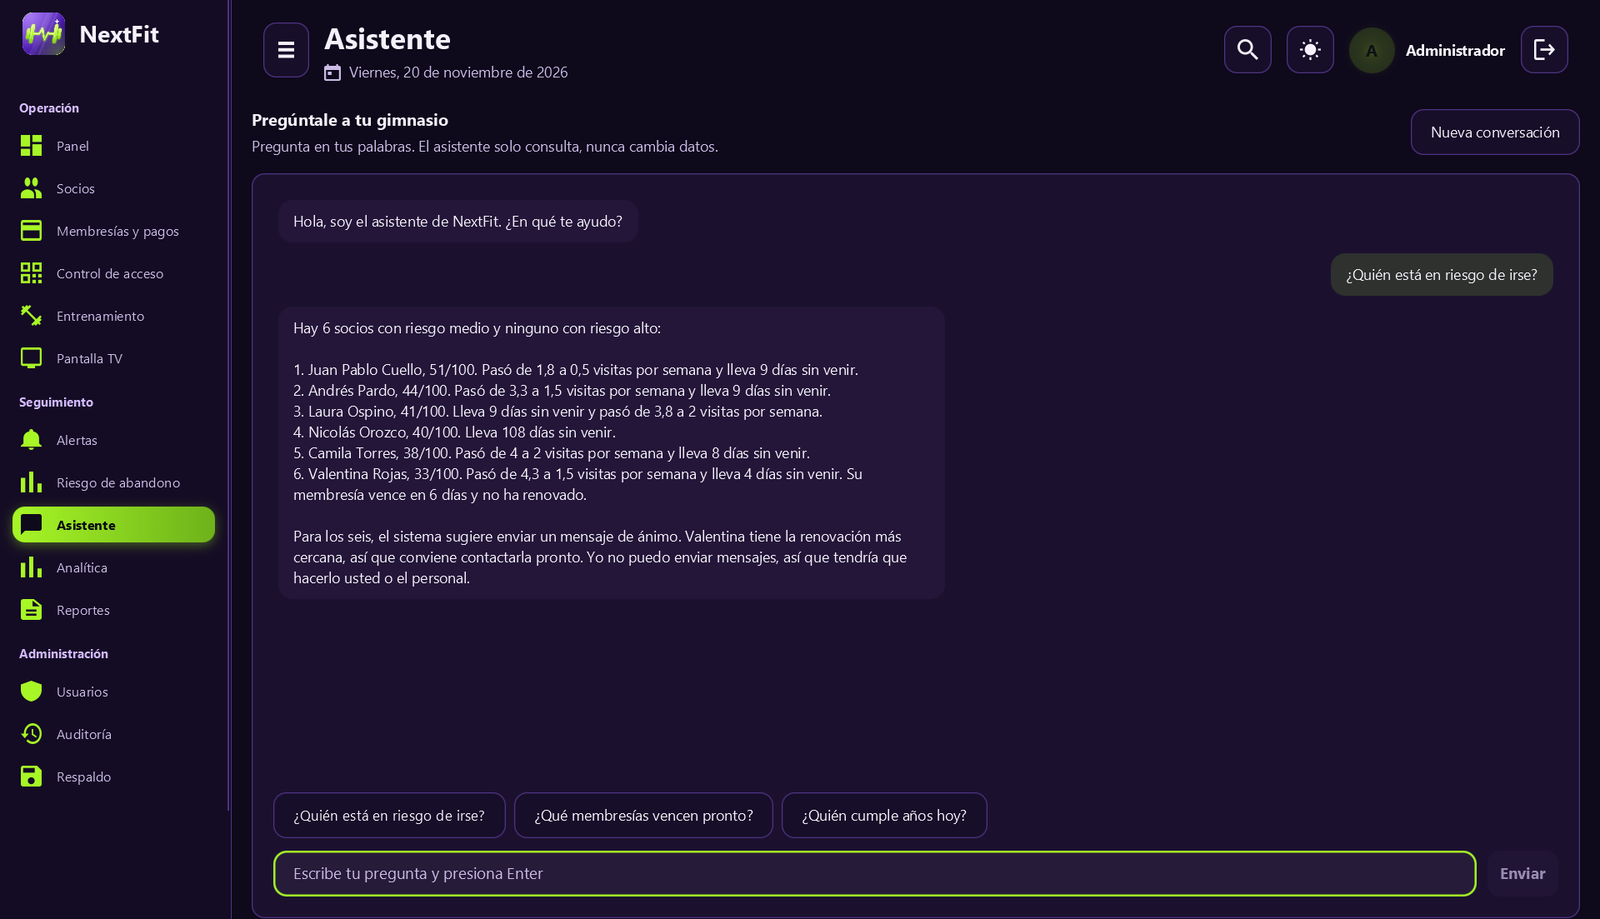 NextFit
Operación
Panel
Socios
Membresías y pagos
Control de acceso
Entrenamiento
Pantalla TV
Seguimiento
Alertas
Riesgo de abandono
Asistente
Analítica
Reportes
Administración
Usuarios
Auditoría
Respaldo
Asistente
Viernes, 20 de noviembre de 2026
A
Administrador
Pregúntale a tu gimnasio
Pregunta en tus palabras. El asistente solo consulta, nunca cambia datos.
Nueva conversación
Hola, soy el asistente de NextFit. ¿En qué te ayudo?
¿Quién está en riesgo de irse?
Hay 6 socios con riesgo medio y ninguno con riesgo alto:
1. Juan Pablo Cuello, 51/100. Pasó de 1,8 a 0,5 visitas por semana y lleva 9 días sin venir.
2. Andrés Pardo, 44/100. Pasó de 3,3 a 1,5 visitas por semana y lleva 9 días sin venir.
3. Laura Ospino, 41/100. Lleva 9 días sin venir y pasó de 3,8 a 2 visitas por semana.
4. Nicolás Orozco, 40/100. Lleva 108 días sin venir.
5. Camila Torres, 38/100. Pasó de 4 a 2 visitas por semana y lleva 8 días sin venir.
6. Valentina Rojas, 33/100. Pasó de 4,3 a 1,5 visitas por semana y lleva 4 días sin venir. Su
membresía vence en 6 días y no ha renovado.
Para los seis, el sistema sugiere enviar un mensaje de ánimo. Valentina tiene la renovación más
cercana, así que conviene contactarla pronto. Yo no puedo enviar mensajes, así que tendría que
hacerlo usted o el personal.
¿Quién está en riesgo de irse?
¿Qué membresías vencen pronto?
¿Quién cumple años hoy?
Escribe tu pregunta y presiona Enter
Enviar